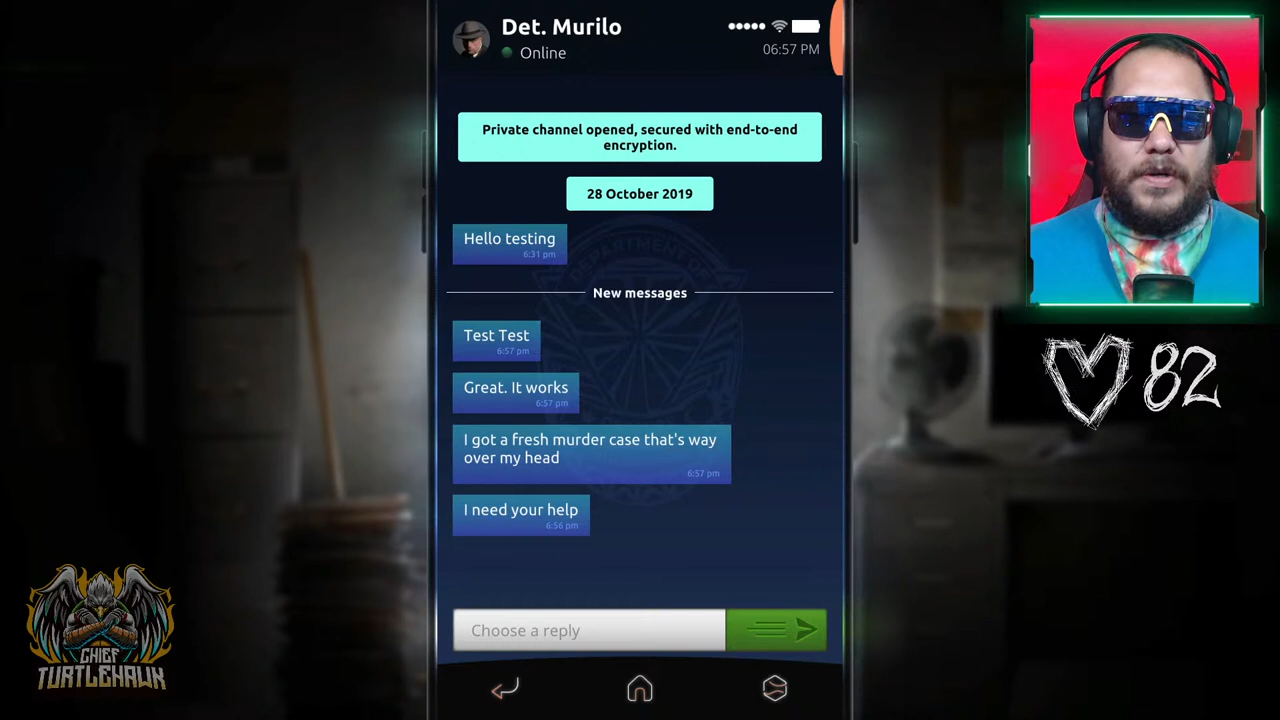 Det. Murilo
Online
06:57 PM
Private channel opened, secured with end-to-end
encryption.
28 October 2019
Hello testing
6:31 pm
New messages
Test Test
6:57 pm
Great. It works
6:57 pm
I got a fresh murder case that's way
over my head
6:57 pm
I need your help
6:56 pm
Choose a reply
82
CHIEF
TURTLEHAWK
DEPARTMENT OF